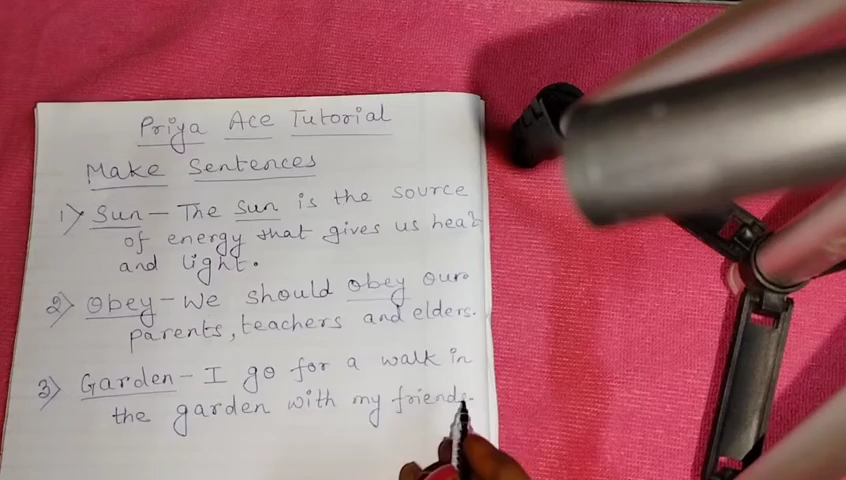 Priya Ace Tutorial
Make Sentences
1) Sun - The sun is the source
of energy that gives us heat
and light.
2) Obey - We should obey our
parents, teachers and elders.
3) Garden - I go for a walk in
the garden with my friends.